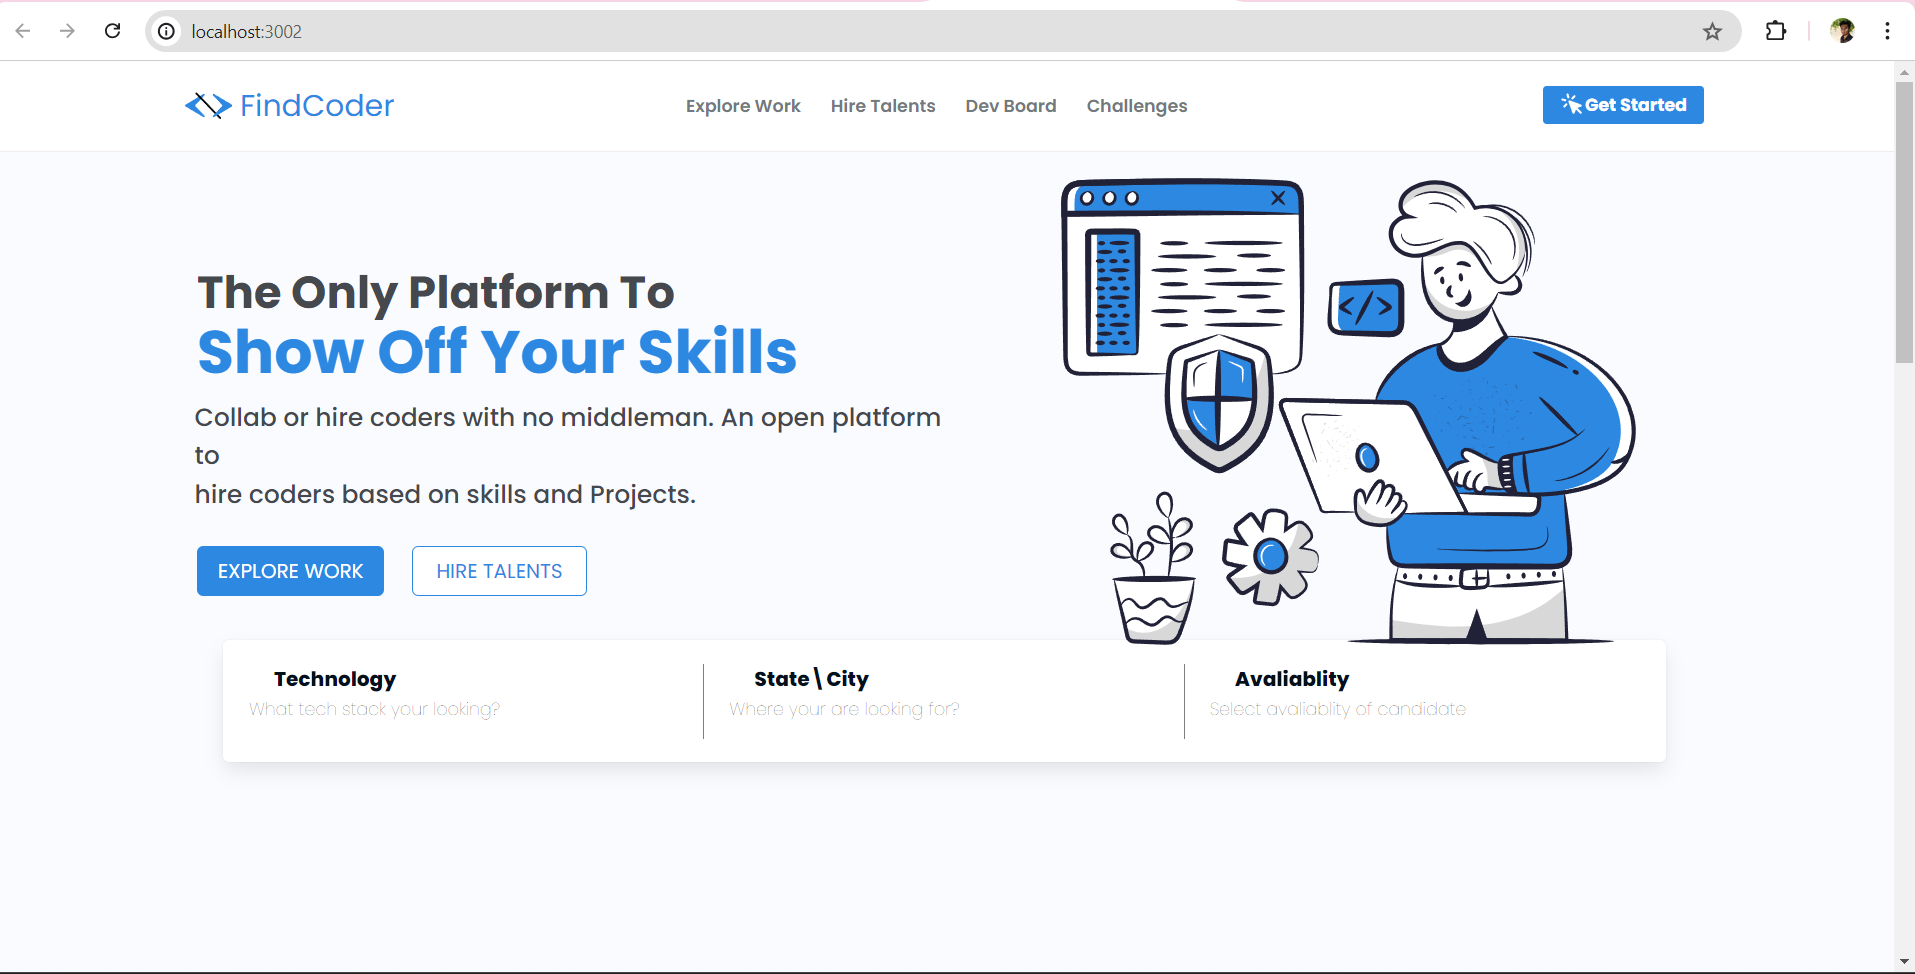 localhost:3002
FindCoder
Explore Work
Hire Talents
Dev Board
Challenges
Get Started
The Only Platform To
Show Off Your Skills
Collab or hire coders with no middleman. An open platform
to
hire coders based on skills and Projects.
EXPLORE WORK
HIRE TALENTS
</>
Technology
What tech stack your looking?
State\City
Where your are looking for?
Avaliablity
Select avaliablity of candidate